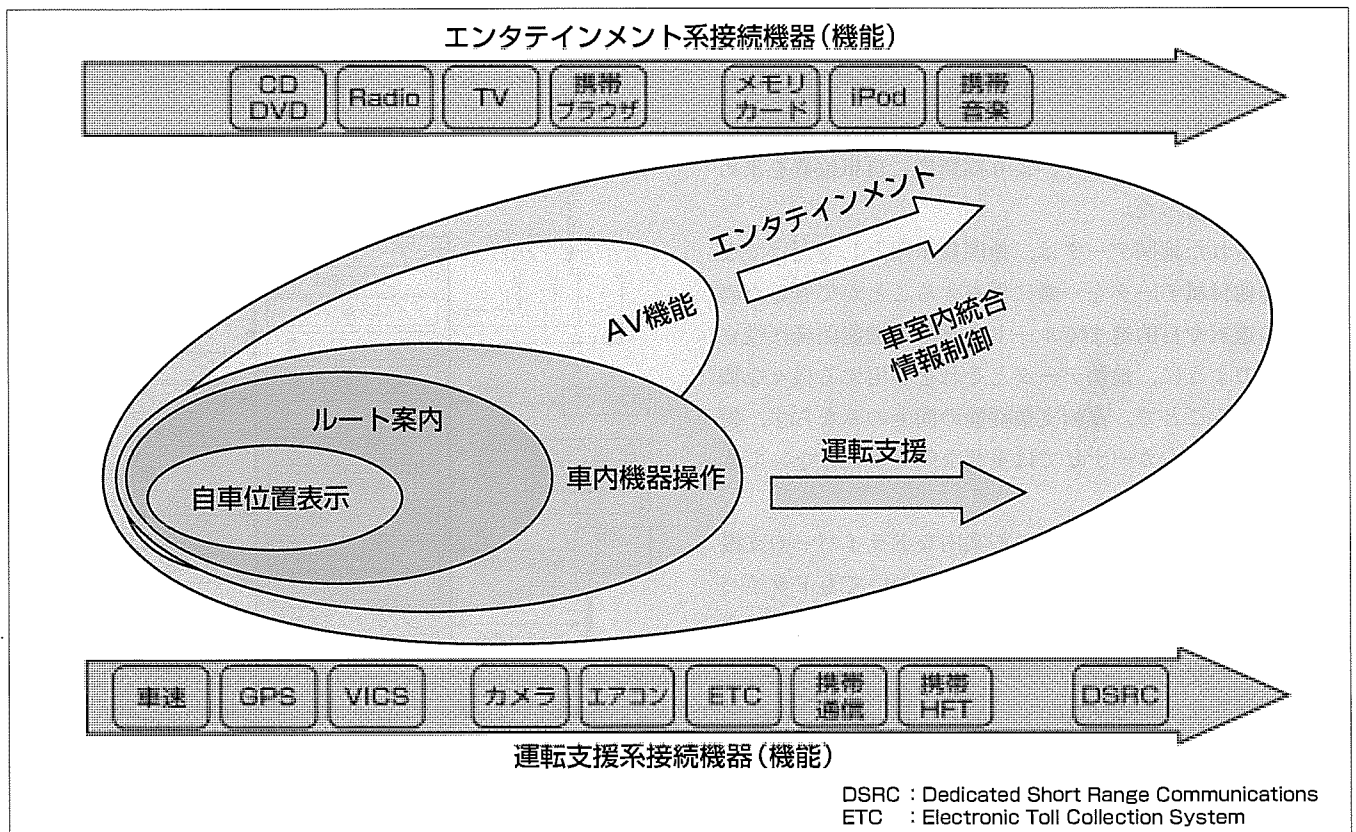 エンタテインメント系接続機器(機能)
CD
DVD
Radio
TV
携帯
ブラウザ
メモリ
カード
iPod
携帯
音楽
エンタテインメント
AV機能
車室内統合
情報制御
ルート案内
運転支援
車内機器操作
自車位置表示
車速
GPS
VICS
カメラ
エアコン
ETC
携帯
通信
携帯
HFT
DSRC
運転支援系接続機器(機能)
DSRC : Dedicated Short Range Communications
ETC : Electronic Toll Collection System